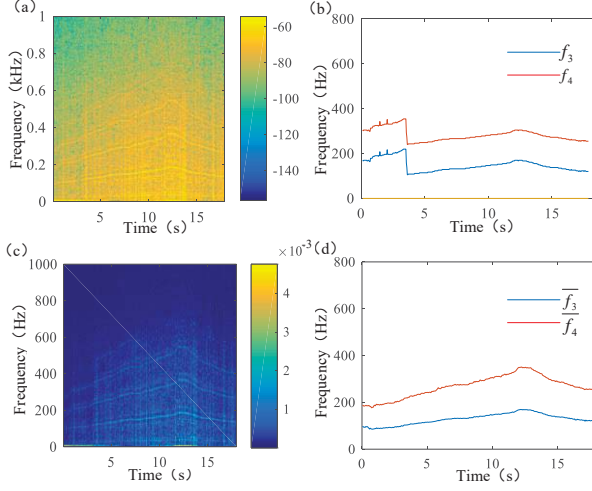 (a)
1
0.8
0.6
0.4
0.2
0
Frequency (kHz)
5 10 15
Time (s)
-60
-80
-100
-120
-140
(b)
800
600
400
200
0
Frequency (Hz)
0 5 10 15
Time (s)
f3
f4
(c)
1000
800
600
400
200
0
Frequency (Hz)
5 10 15
Time (s)
×10-3
4
3
2
1
(d)
800
600
400
200
0
Frequency (Hz)
0 5 10 15
Time (s)
f̅3
f̅4